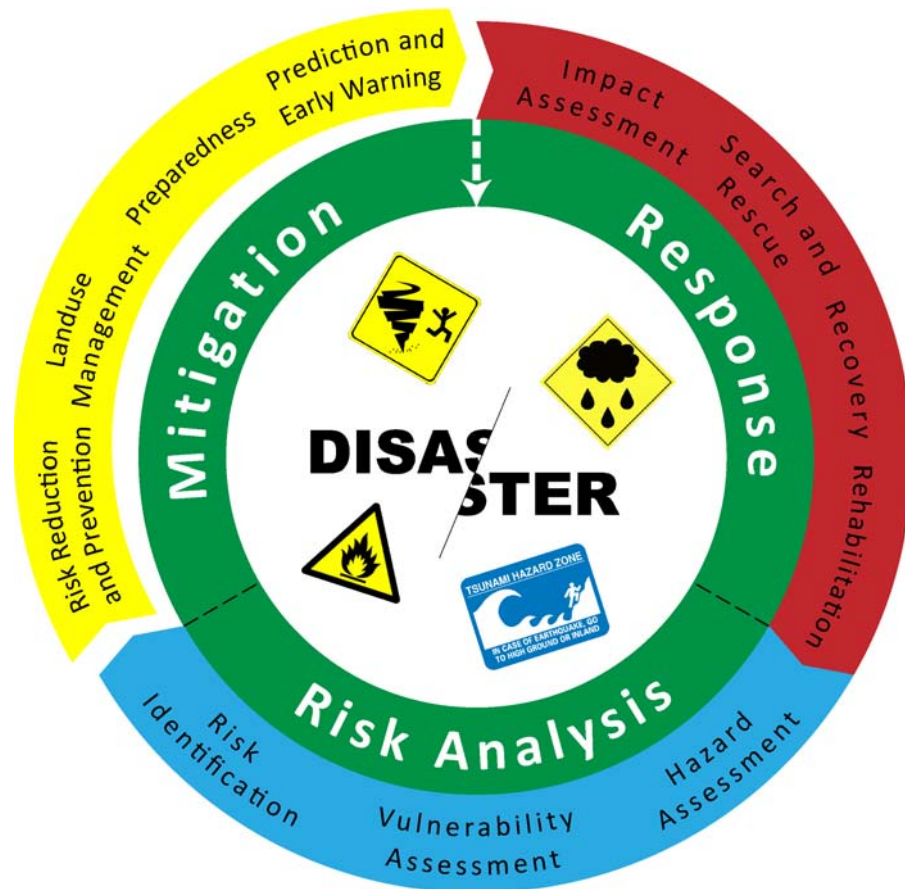 Prediction and
Early Warning
Preparedness
Landuse
Management
Risk Reduction
and Prevention
Impact
Assessment
Search and
Rescue
Recovery
Rehabilitation
Hazard
Assessment
Vulnerability
Assessment
Risk
Identification
Mitigation
Response
Risk Analysis
DISAS
STER
TSUNAMI HAZARD ZONE
IN CASE OF EARTHQUAKE, GO
TO HIGH GROUND OR INLAND